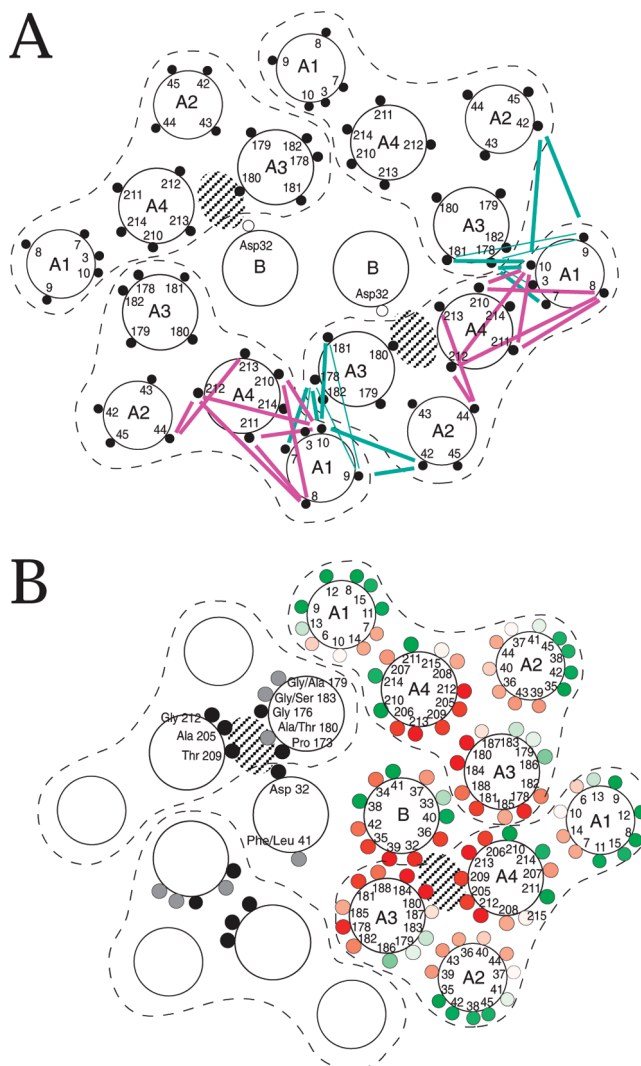 A
8
9
A1
7
10 3
45 42
A2
44 43
179 182
A3 178
180
181
211
214 A4
210 212
213
45
44 A2 42
43
212
211 A4
214 213
210
Asp32
B
B
Asp32
180 179
A3
182
181 178
9
10
3 A1
8
7
7
8 A1 3
10
9
178 181
182
A3
179 180
210
213 214
A4
211
212
181
180
A3
178
182
179
213
212 210
A4
214
211
43
42 A2
45 44
3 10
7
A1
9
8
43
44
A2
42 45
B
12 8
9 15
A1 11
13
6 7
10 14
211 215
207 208
214 A4 212
210 205
206 209
213
37 41
44 45
40 A2 38
42
36 35
43 39
Gly/Ala 179
Gly/Ser 183
Gly 176
Ala/Thr 180
Pro 173
Gly 212
Ala 205
Thr 209
Asp 32
Phe/Leu 41
187 183
180 179
184 186
A3
188 182
181 178
185
13 9
6
10 A1 12
14 8
7 15
11
41
34 37
38 33
B 40
42 36
35
39 32
206 210
213 214
209 A4 207
205 211
212
208 215
188 184
181 180
185 A3 187
178 183
182 179
186
36 40
43 44
39 A2 37
35 41
42 45
38